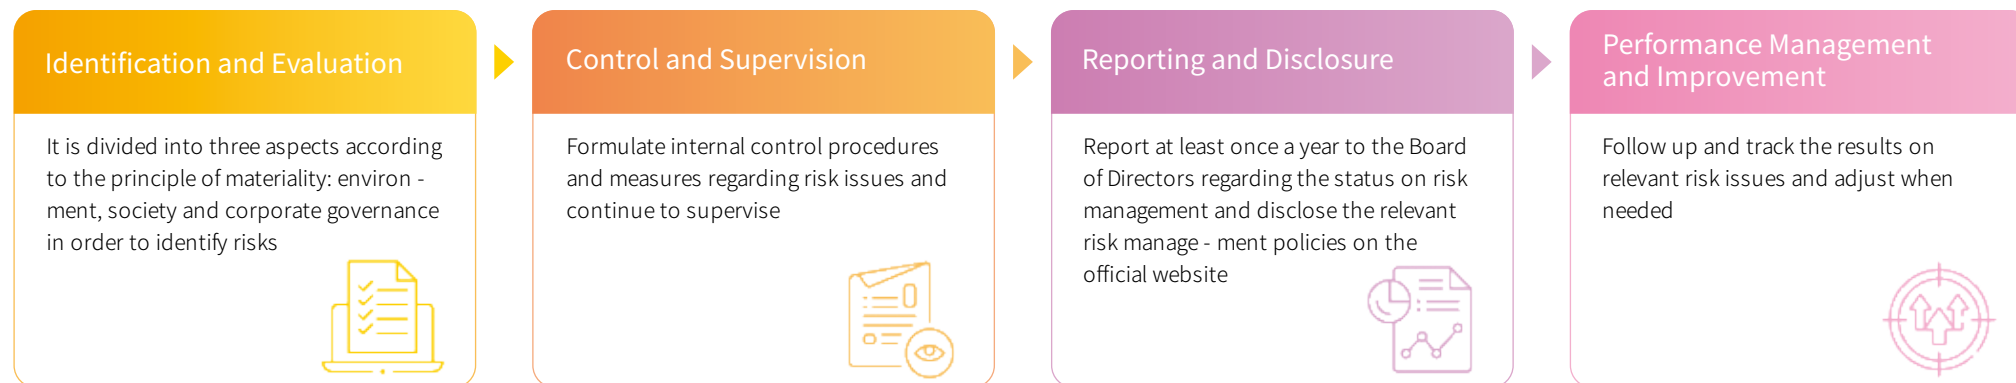 Identification and Evaluation
It is divided into three aspects according
to the principle of materiality: environ -
ment, society and corporate governance
in order to identify risks
Control and Supervision
Formulate internal control procedures
and measures regarding risk issues and
continue to supervise
Reporting and Disclosure
Report at least once a year to the Board
of Directors regarding the status on risk
management and disclose the relevant
risk manage - ment policies on the
official website
Performance Management
and Improvement
Follow up and track the results on
relevant risk issues and adjust when
needed